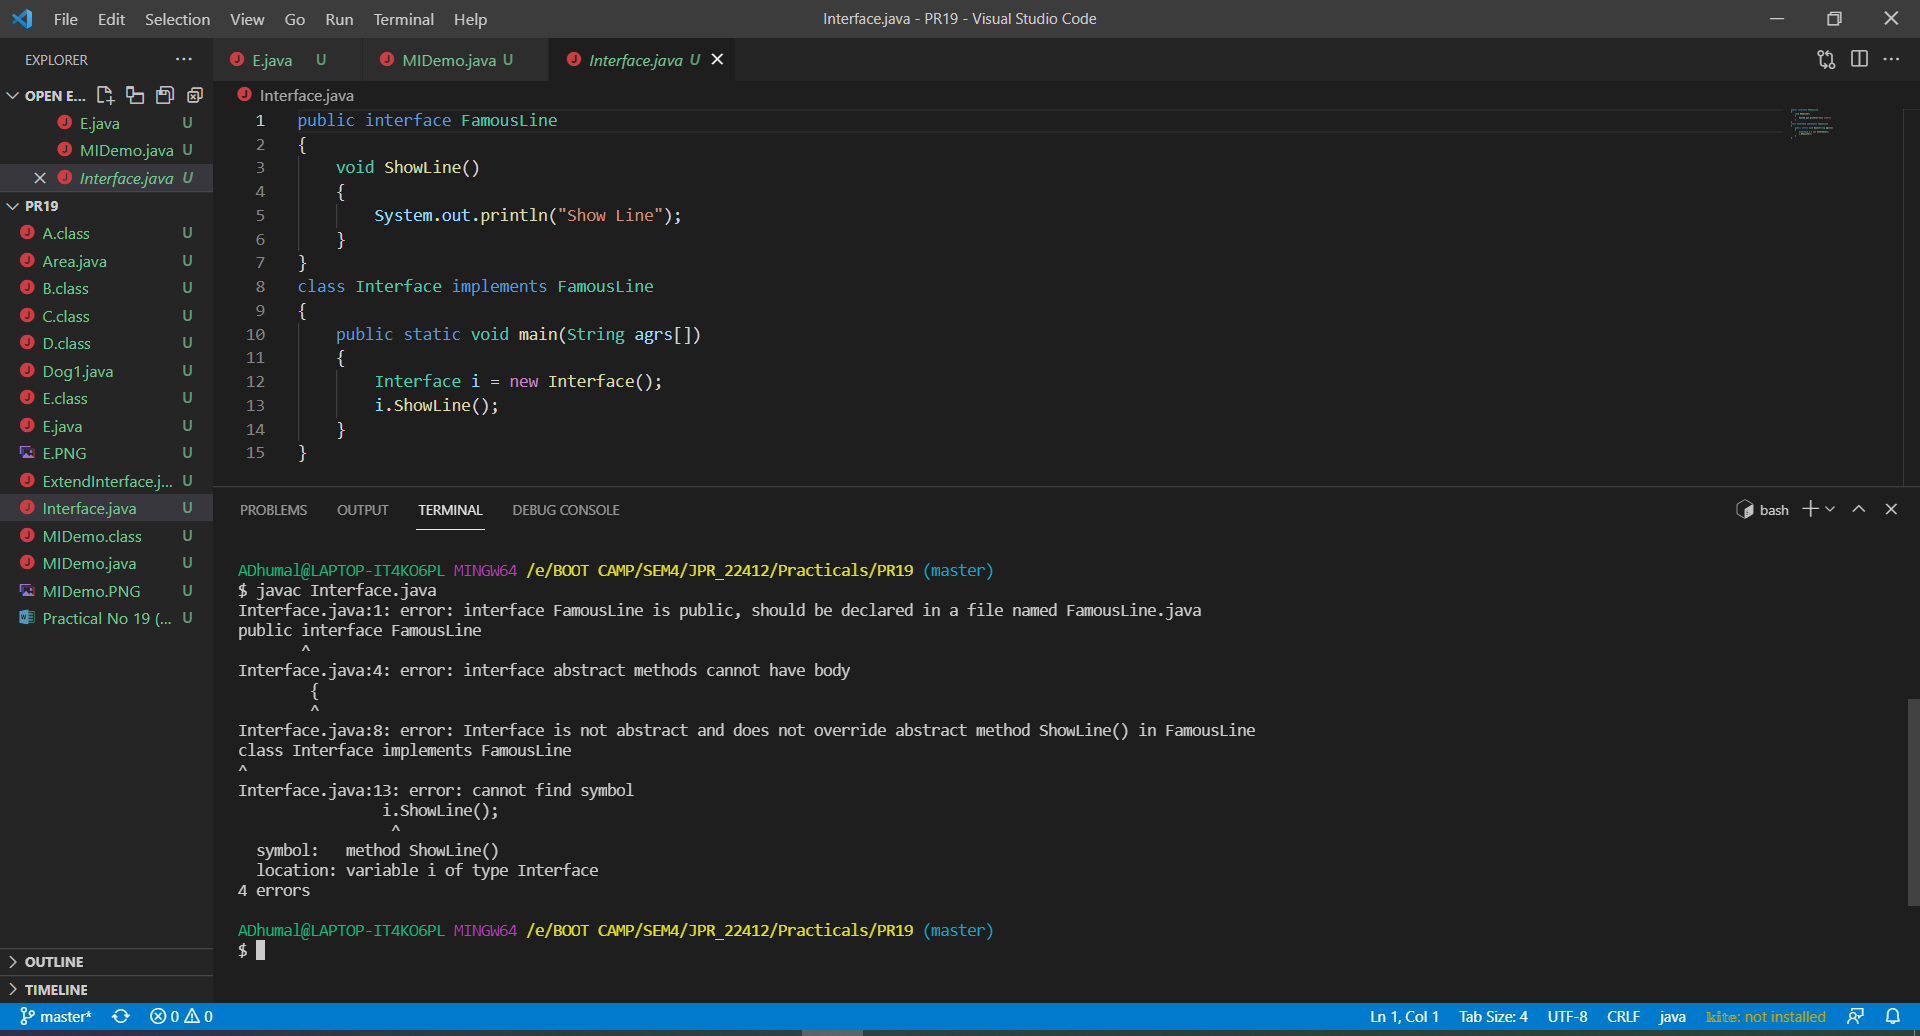 File Edit Selection View Go Run Terminal Help
Interface.java - PR19 - Visual Studio Code
EXPLORER
E.java U
MIDemo.java U
Interface.java U
OPEN E...
E.java U
MIDemo.java U
Interface.java U
PR19
A.class U
Area.java U
B.class U
C.class U
D.class U
Dog1.java U
E.class U
E.java U
E.PNG U
ExtendInterface.j... U
Interface.java U
MIDemo.class U
MIDemo.java U
MIDemo.PNG U
Practical No 19 (... U
OUTLINE
TIMELINE
Interface.java
1 public interface FamousLine
2 {
3     void ShowLine()
4     {
5         System.out.println("Show Line");
6     }
7 }
8 class Interface implements FamousLine
9 {
10     public static void main(String agrs[])
11     {
12         Interface i = new Interface();
13         i.ShowLine();
14     }
15 }
PROBLEMS OUTPUT TERMINAL DEBUG CONSOLE
bash
ADhumal@LAPTOP-IT4KO6PL MINGW64 /e/BOOT CAMP/SEM4/JPR_22412/Practicals/PR19 (master)
$ javac Interface.java
Interface.java:1: error: interface FamousLine is public, should be declared in a file named FamousLine.java
public interface FamousLine
       ^
Interface.java:4: error: interface abstract methods cannot have body
        {
        ^
Interface.java:8: error: Interface is not abstract and does not override abstract method ShowLine() in FamousLine
class Interface implements FamousLine
^
Interface.java:13: error: cannot find symbol
                i.ShowLine();
                 ^
  symbol:   method ShowLine()
  location: variable i of type Interface
4 errors
ADhumal@LAPTOP-IT4KO6PL MINGW64 /e/BOOT CAMP/SEM4/JPR_22412/Practicals/PR19 (master)
$
master* 0 0
Ln 1, Col 1 Tab Size: 4 UTF-8 CRLF java kite: not installed